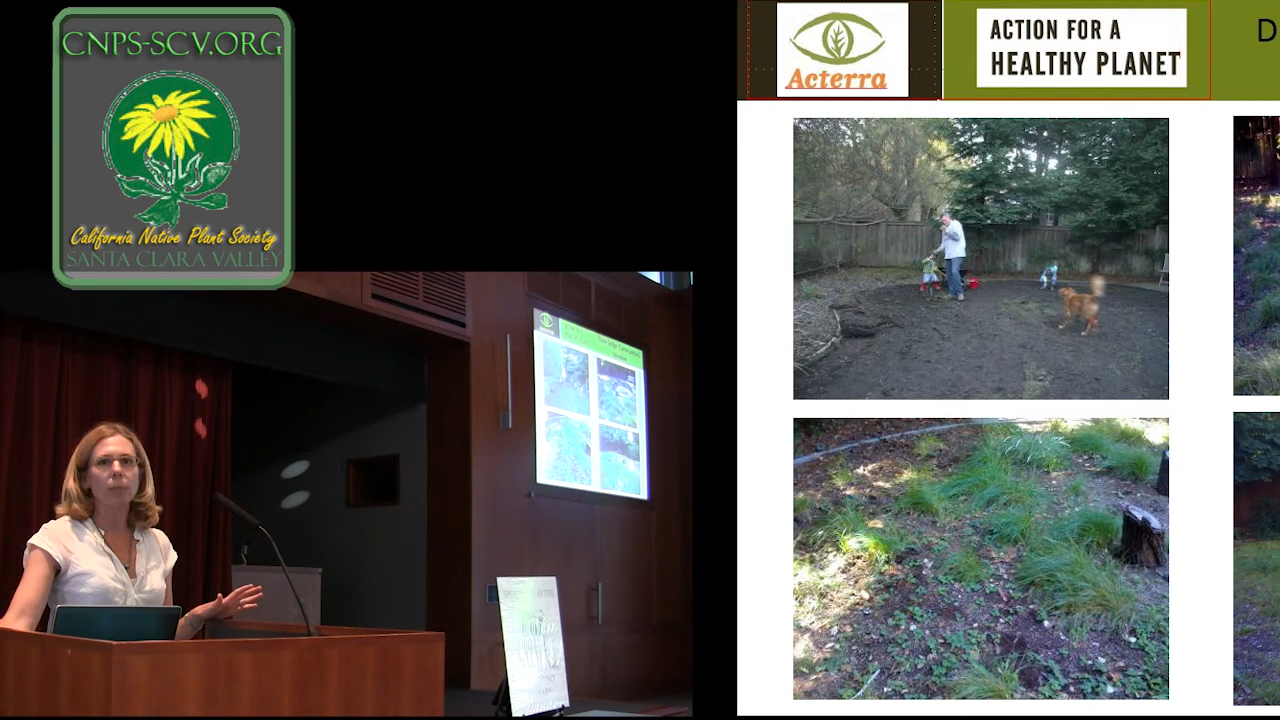 CNPS-SCV.ORG
California Native Plant Society
SANTA CLARA VALLEY
Acterra
ACTION FOR A
HEALTHY PLANET
D